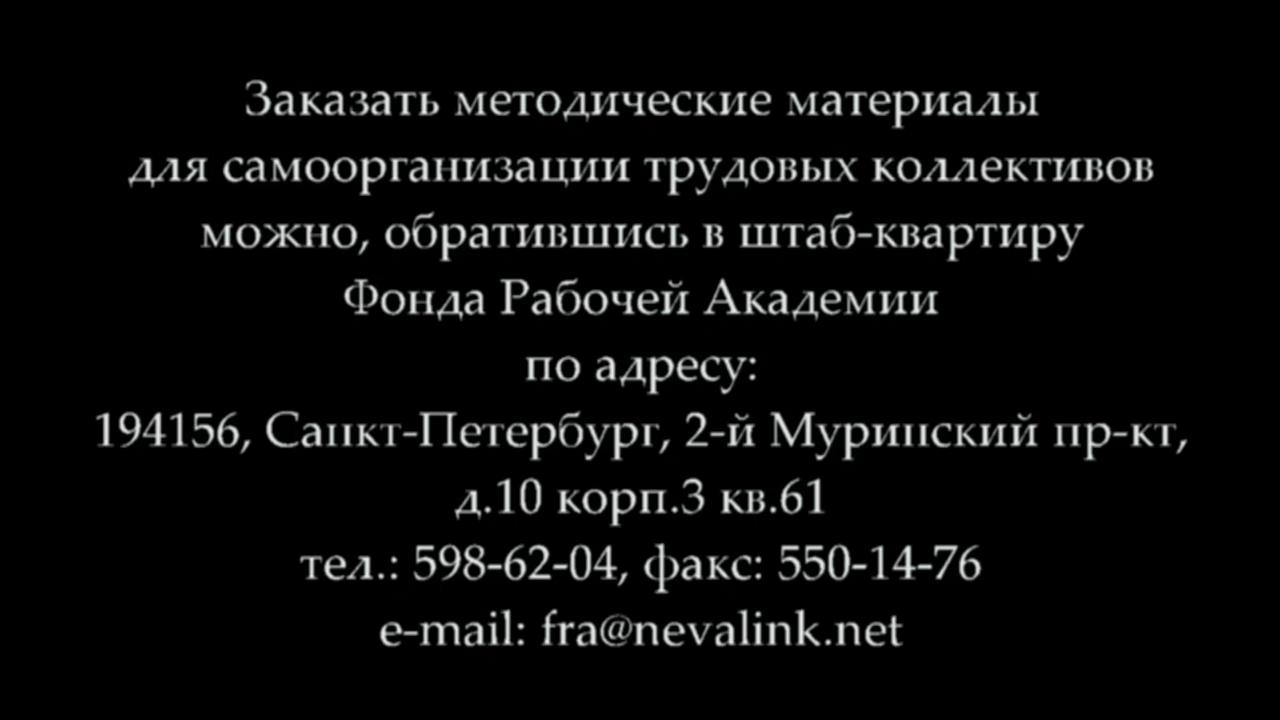 Заказать методические материалы
для самоорганизации трудовых коллективов
можно, обратившись в штаб-квартиру
Фонда Рабочей Академии
по адресу:
194156, Санкт-Петербург, 2-й Муринский пр-кт,
д.10 корп.3 кв.61
тел.: 598-62-04, факс: 550-14-76
e-mail: fra@nevalink.net